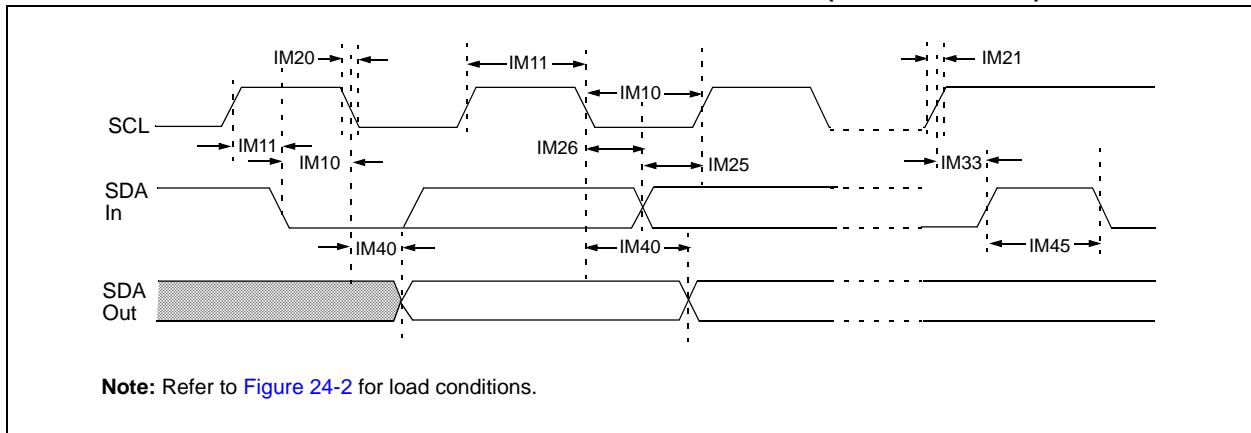 IM20
IM11
IM21
IM10
SCL
IM11
IM10
IM26
IM25
IM33
SDA
In
IM40
IM40
IM45
SDA
Out
Note: Refer to Figure 24-2 for load conditions.